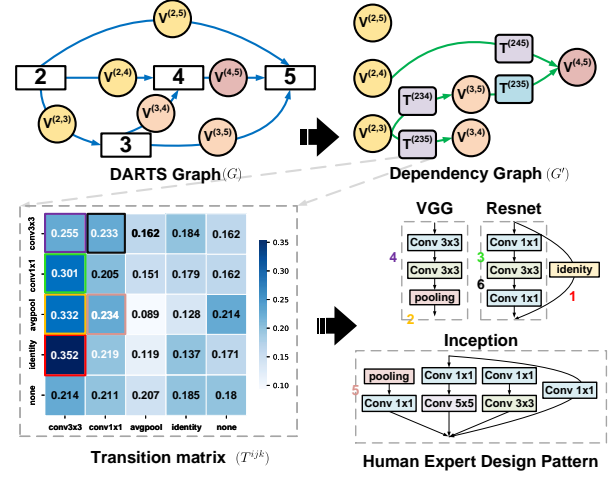 V(2,5)
2
V(2,4)
4
V(4,5)
5
V(2,3)
V(3,4)
3
V(3,5)
DARTS Graph(G)
V(2,5)
T(245)
V(4,5)
V(2,4)
T(234)
V(3,5)
T(235)
V(2,3)
T(235)
V(3,4)
Dependency Graph (G')
conv3x3 0.255 0.233 0.162 0.184 0.162
conv1x1 0.301 0.205 0.151 0.179 0.162
avgpool 0.332 0.234 0.089 0.128 0.214
identity 0.352 0.219 0.119 0.137 0.171
none 0.214 0.211 0.207 0.185 0.18
conv3x3 conv1x1 avgpool identity none
0.35
0.30
0.25
0.20
0.15
0.10
Transition matrix (T^{ijk})
VGG
4
Conv 3x3
Conv 3x3
pooling
2
Resnet
3
Conv 1x1
Conv 3x3
6
Conv 1x1
idenity
1
Inception
pooling
5
Conv 1x1
Conv 1x1
Conv 5x5
Conv 1x1
Conv 3x3
Conv 1x1
Human Expert Design Pattern